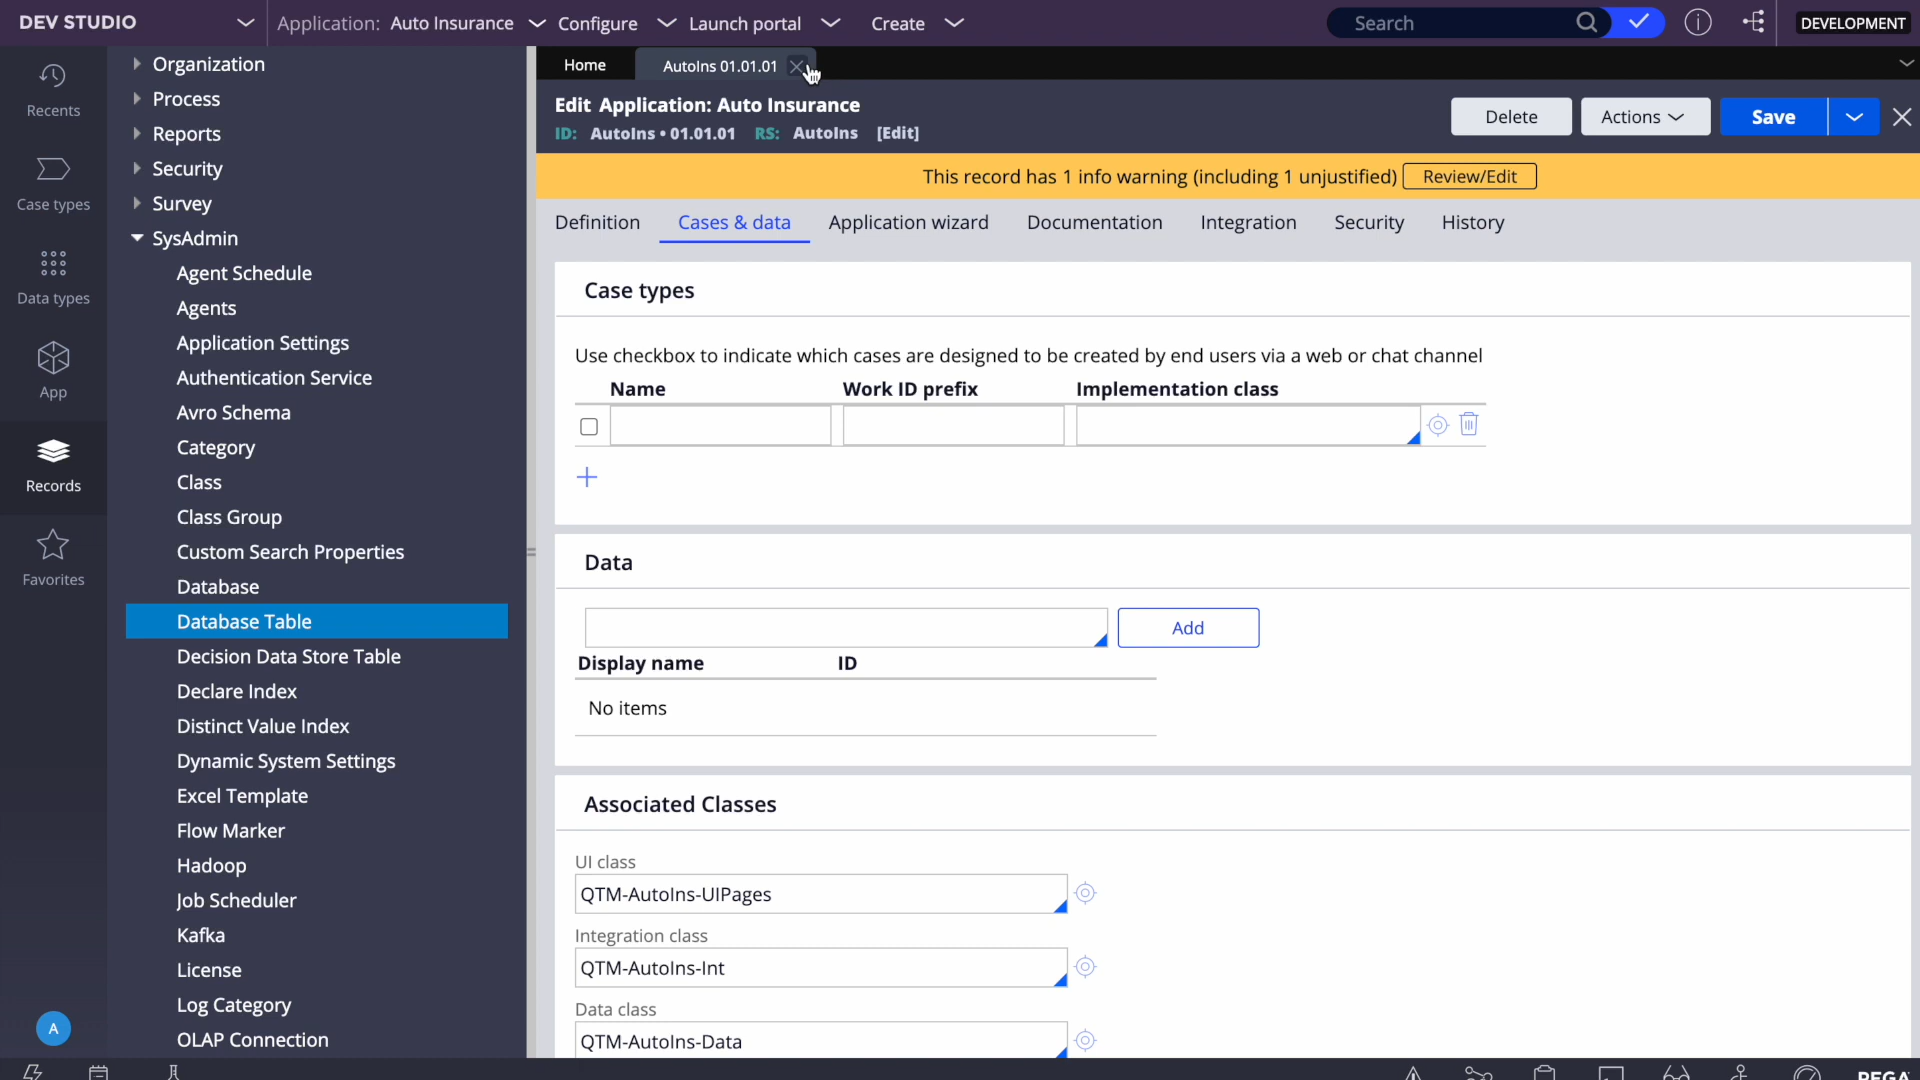 DEV STUDIO
Application: Auto Insurance
Configure
Launch portal
Create
Search
DEVELOPMENT
Recents
Case types
Data types
App
Records
Favorites
A
Organization
Process
Reports
Security
Survey
SysAdmin
Agent Schedule
Agents
Application Settings
Authentication Service
Avro Schema
Category
Class
Class Group
Custom Search Properties
Database
Database Table
Decision Data Store Table
Declare Index
Distinct Value Index
Dynamic System Settings
Excel Template
Flow Marker
Hadoop
Job Scheduler
Kafka
License
Log Category
OLAP Connection
Home
AutoIns 01.01.01
Edit Application: Auto Insurance
ID: AutoIns • 01.01.01 RS: AutoIns [Edit]
Delete
Actions
Save
This record has 1 info warning (including 1 unjustified)
Review/Edit
Definition
Cases & data
Application wizard
Documentation
Integration
Security
History
Case types
Use checkbox to indicate which cases are designed to be created by end users via a web or chat channel
Name
Work ID prefix
Implementation class
Data
Add
Display name
ID
No items
Associated Classes
UI class
QTM-AutoIns-UIPages
Integration class
QTM-AutoIns-Int
Data class
QTM-AutoIns-Data
PEGA